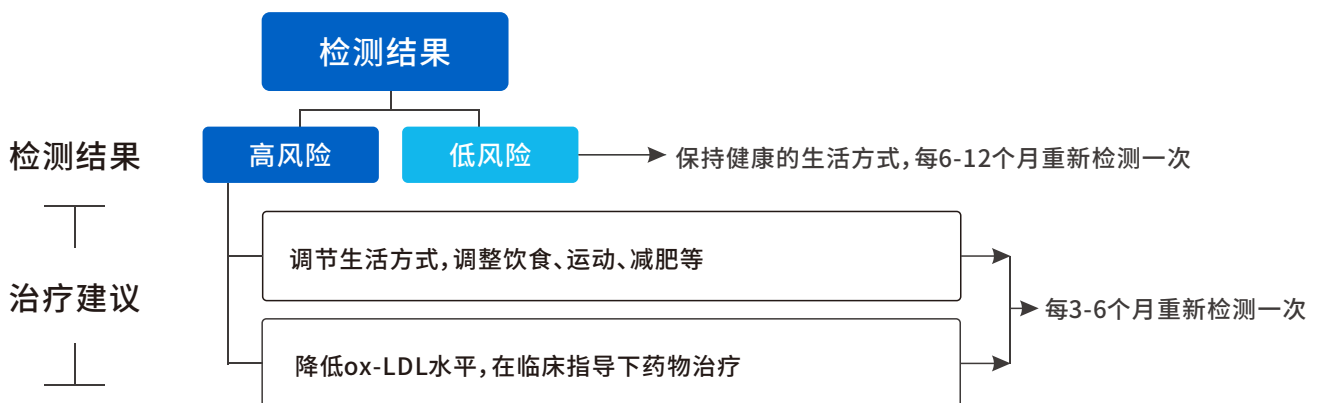 检测结果
检测结果
高风险
低风险
保持健康的生活方式,每6-12个月重新检测一次
调节生活方式,调整饮食、运动、减肥等
治疗建议
每3-6个月重新检测一次
降低ox-LDL水平,在临床指导下药物治疗